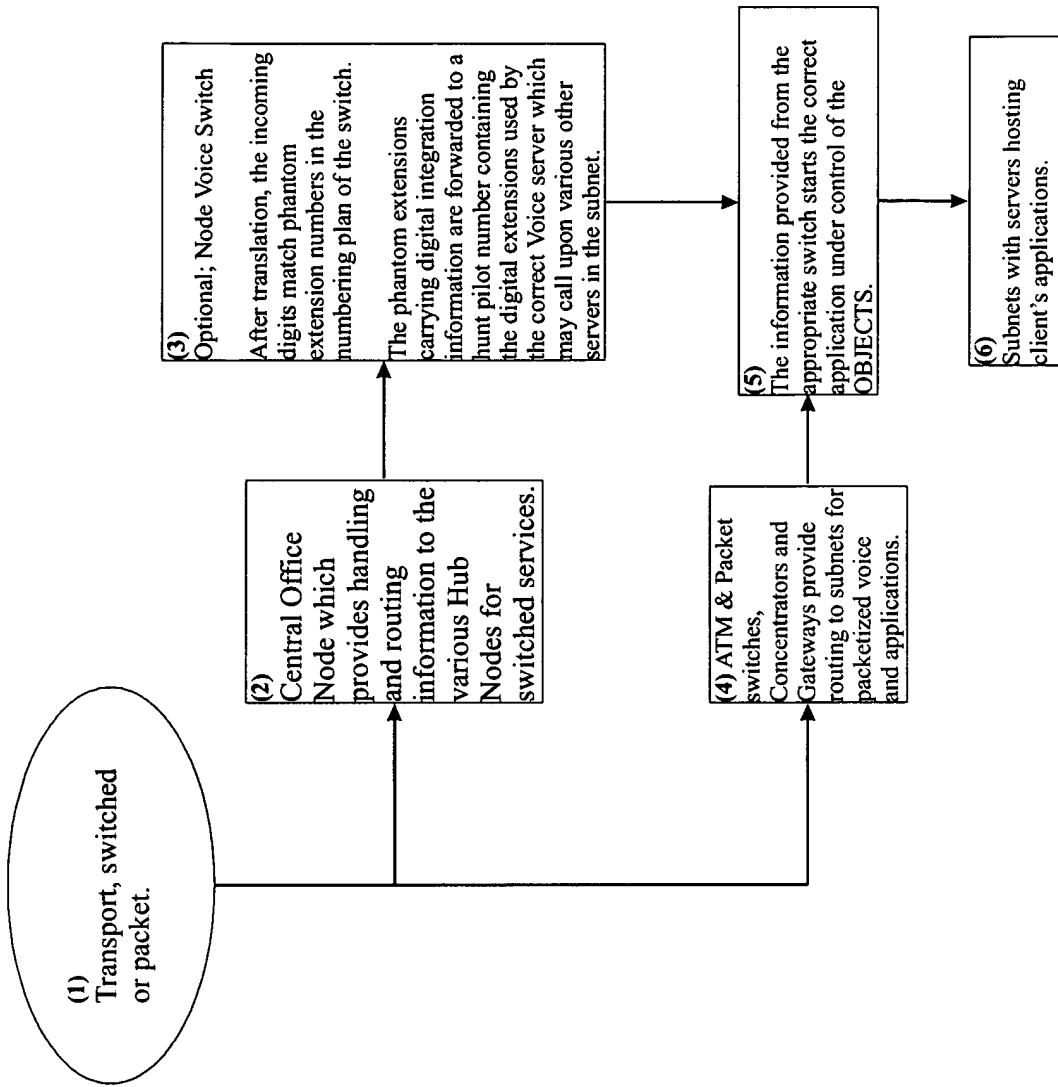 (1)
Transport, switched
or packet.
(2)
Central Office
Node which
provides handling
and routing
information to the
various Hub
Nodes for
switched services.
(3)
Optional; Node Voice Switch
After translation, the incoming
digits match phantom
extension numbers in the
numbering plan of the switch.
The phantom extensions
carrying digital integration
information are forwarded to a
hunt pilot number containing
the digital extensions used by
the correct Voice server which
may call upon various other
servers in the subnet.
(4) ATM & Packet
switches,
Concentrators and
Gateways provide
routing to subnets for
packetized voice
and applications.
(5)
The information provided from the
appropriate switch starts the correct
application under control of the
OBJECTS.
(6)
Subnets with servers hosting
client's applications.